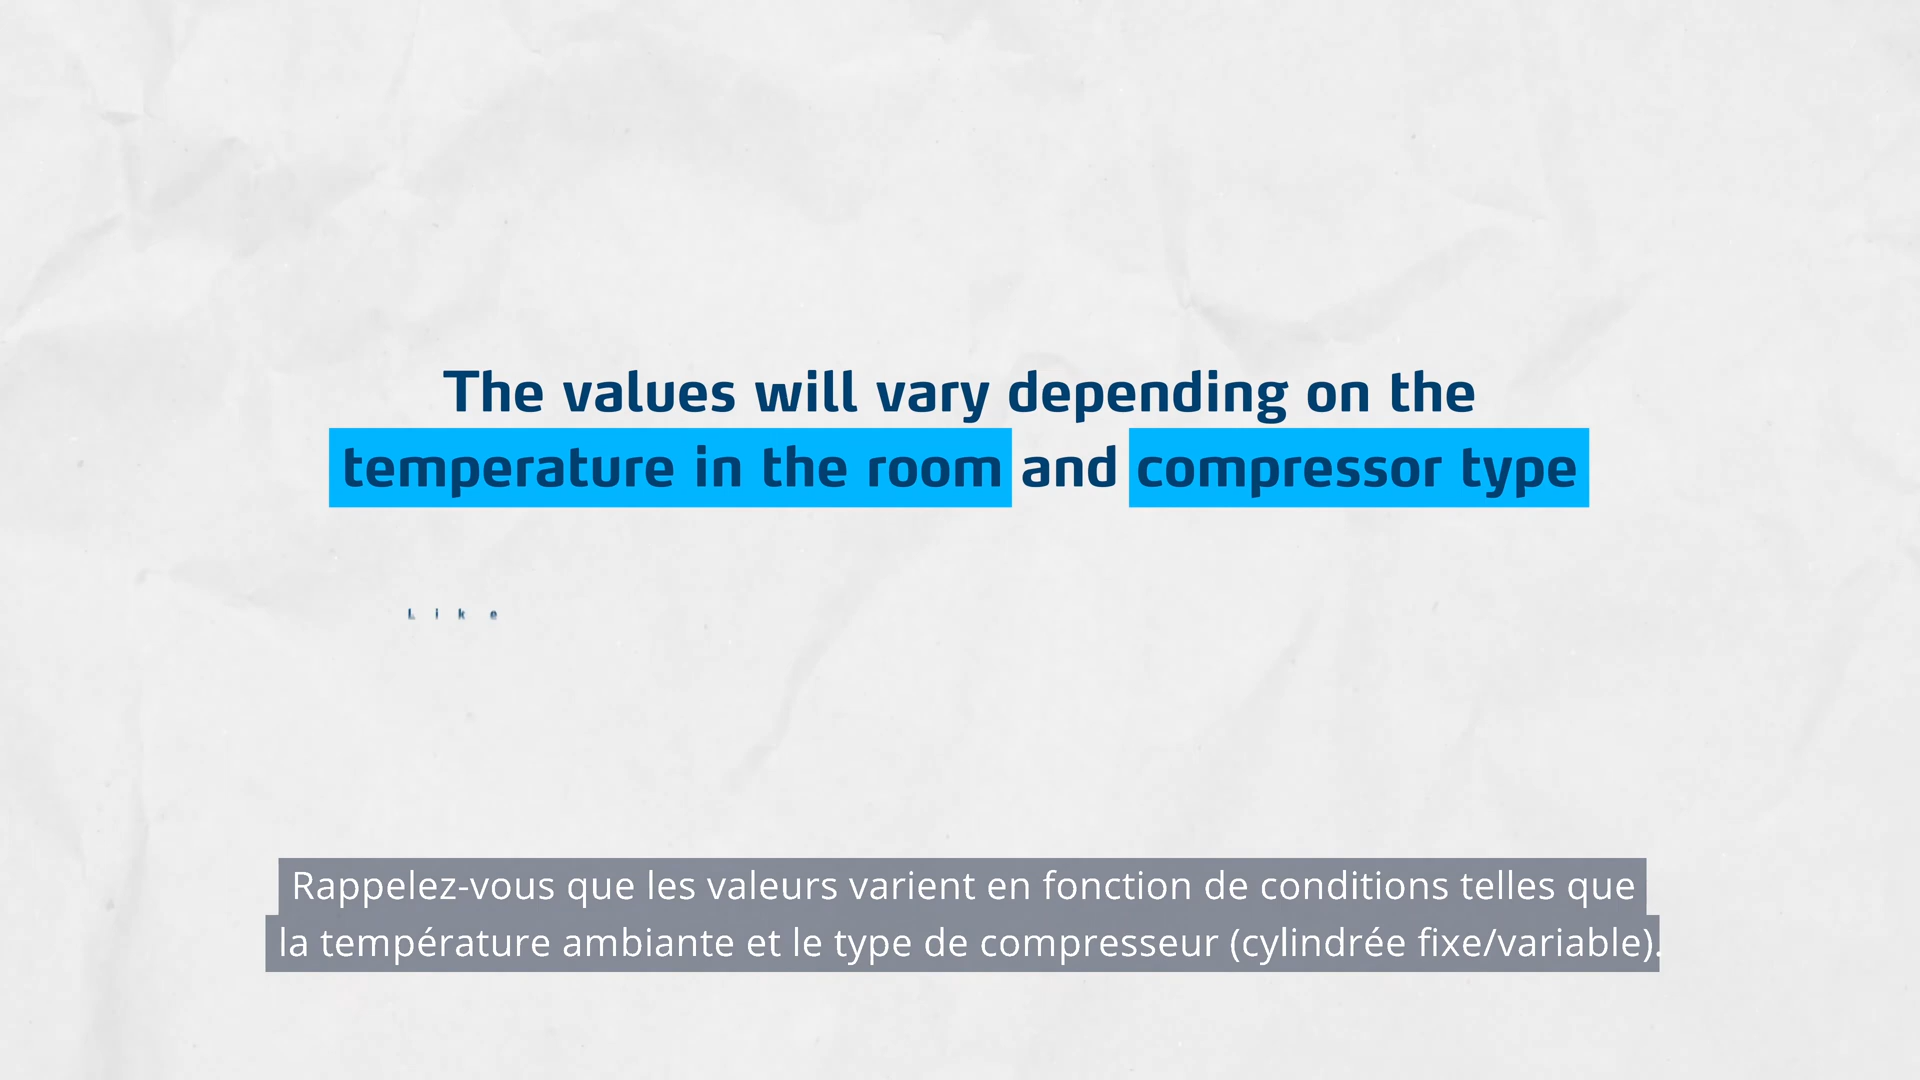 The values will vary depending on the
temperature in the room and compressor type
Like
Rappelez-vous que les valeurs varient en fonction de conditions telles que
la température ambiante et le type de compresseur (cylindrée fixe/variable).